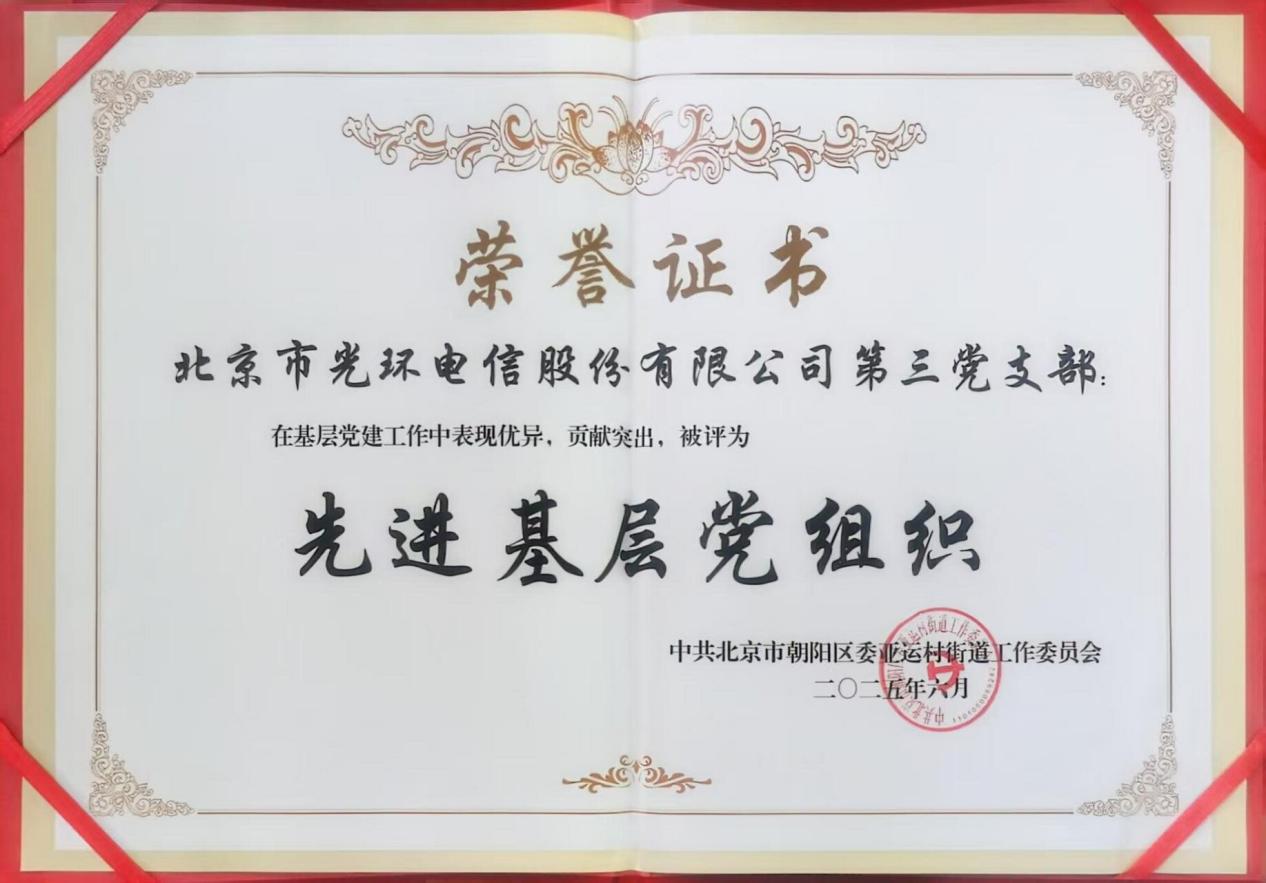 荣誉证书
北京市光环电信股份有限公司第三党支部:
在基层党建工作中表现优异,贡献突出,被评为
先进基层党组织
中共北京市朝阳区委亚运村街道工作委员会
二〇二五年六月